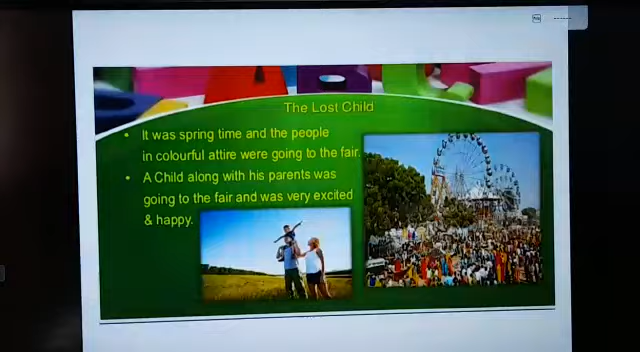 The Lost Child
• It was spring time and the people
in colourful attire were going to the fair.
• A Child along with his parents was
going to the fair and was very excited
& happy.